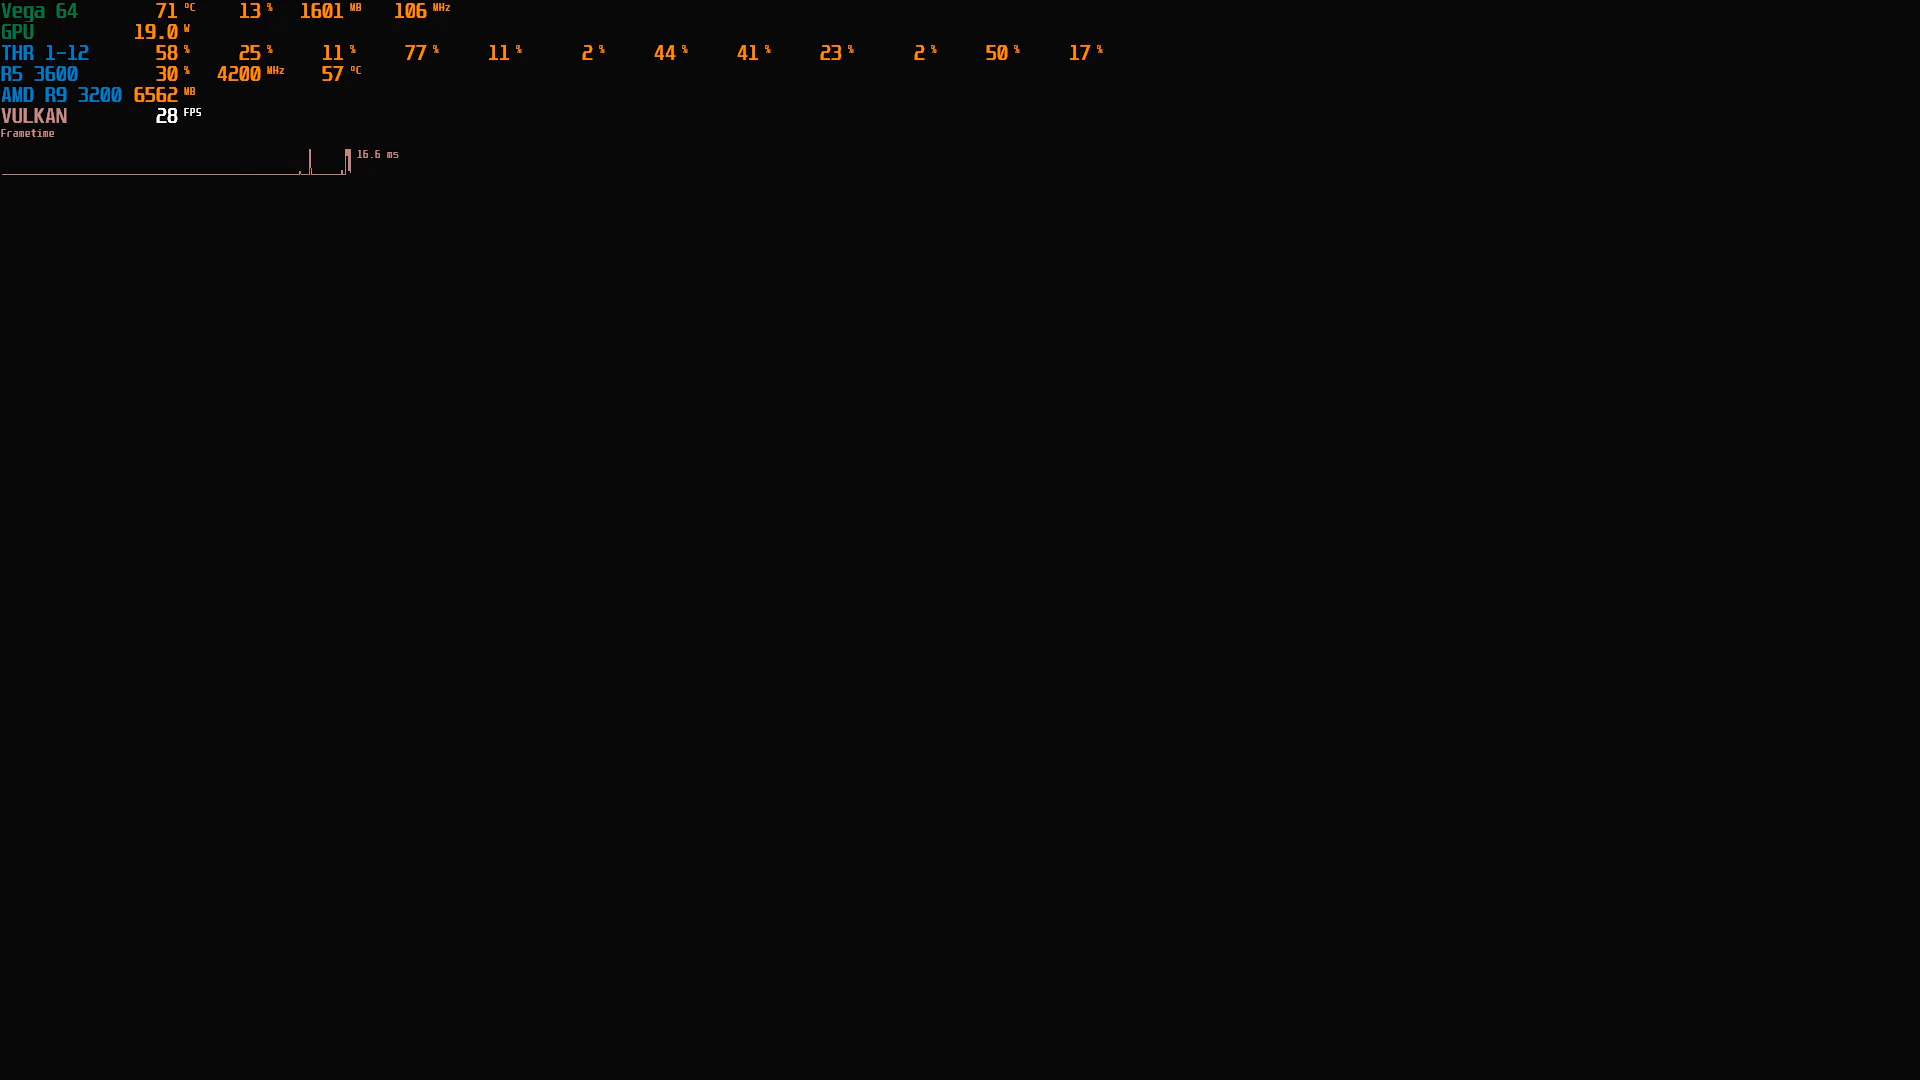 Vega 64 71 °C 13 % 1601 MB 106 MHz
GPU 19.0 W
THR 1-12 58 % 25 % 11 % 77 % 11 % 2 % 44 % 41 % 23 % 2 % 50 % 17 %
R5 3600 30 % 4200 MHz 57 °C
AMD R9 3200 6562 MB
VULKAN 28 FPS
Frametime
16.6 ms